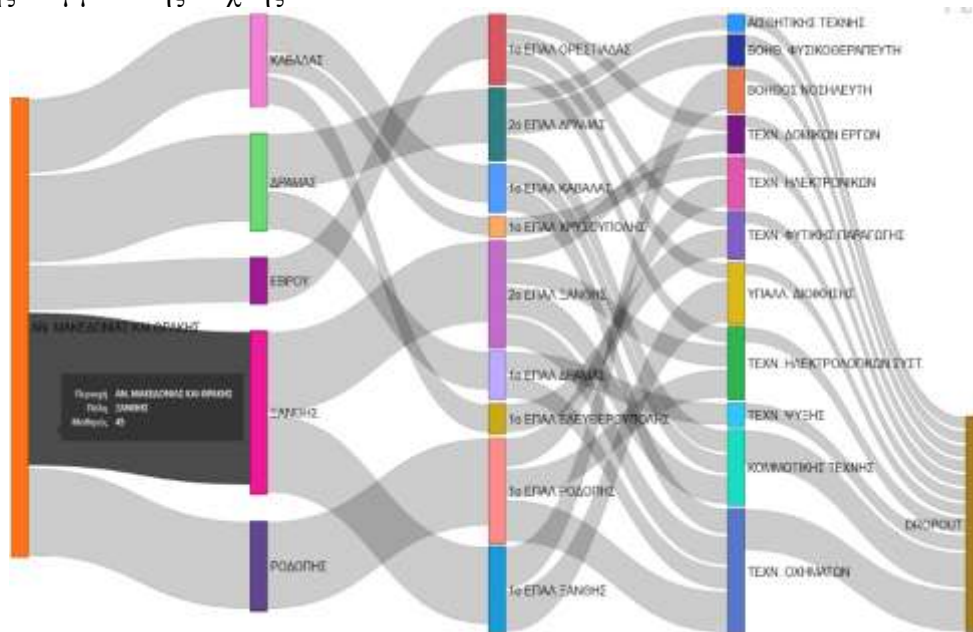 ΑΝ. ΜΑΚΕΔΟΝΙΑΣ ΚΑΙ ΘΡΑΚΗΣ
Περιοχή ΑΝ. ΜΑΚΕΔΟΝΙΑΣ ΚΑΙ ΘΡΑΚΗΣ
Πόλη ΞΑΝΘΗΣ
Μαθητές 45
ΚΑΒΑΛΑΣ
ΔΡΑΜΑΣ
ΕΒΡΟΥ
ΞΑΝΘΗΣ
ΡΟΔΟΠΗΣ
1ο ΕΠΑΛ ΟΡΕΣΤΙΑΔΑΣ
2ο ΕΠΑΛ ΔΡΑΜΑΣ
1ο ΕΠΑΛ ΚΑΒΑΛΑΣ
1ο ΕΠΑΛ ΧΡΥΣΟΥΠΟΛΗΣ
2ο ΕΠΑΛ ΞΑΝΘΗΣ
1ο ΕΠΑΛ ΔΡΑΜΑΣ
1ο ΕΠΑΛ ΕΛΕΥΘΕΡΟΥΠΟΛΗΣ
ΕΠΑΛ ΡΟΔΟΠΗΣ
1ο ΕΠΑΛ ΞΑΝΘΗΣ
ΑΙΣΘΗΤΙΚΗΣ ΤΕΧΝΗΣ
ΒΟΗΘ. ΦΥΣΙΚΟΘΕΡΑΠΕΥΤΗ
ΒΟΗΘΟΣ ΝΟΣΗΛΕΥΤΗ
ΤΕΧΝ. ΔΟΜΙΚΩΝ ΕΡΓΩΝ
ΤΕΧΝ. ΗΛΕΚΤΡΟΝΙΚΩΝ
ΤΕΧΝ. ΦΥΤΙΚΗΣ ΠΑΡΑΓΩΓΗΣ
ΥΠΑΛΛ. ΔΙΟΙΚΗΣΗΣ
ΤΕΧΝ. ΗΛΕΚΤΡΟΛΟΓΙΚΩΝ ΣΥΣΤ.
ΤΕΧΝ. ΨΥΞΗΣ
ΚΟΜΜΩΤΙΚΗΣ ΤΕΧΝΗΣ
ΤΕΧΝ. ΟΧΗΜΑΤΩΝ
DROPOUT